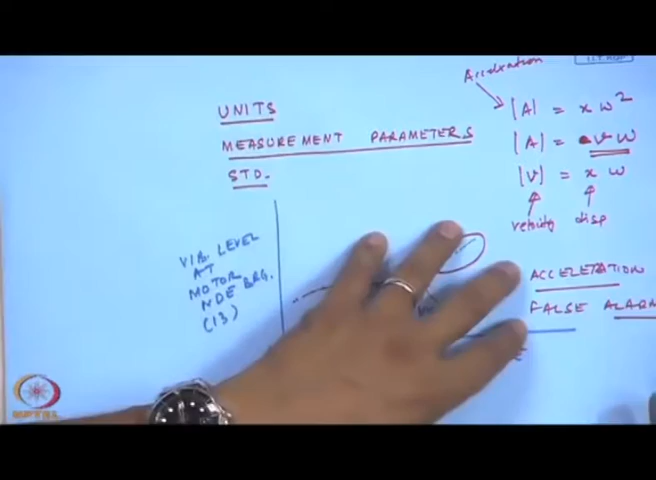 Acceleration
UNITS
|A| = x ω²
MEASUREMENT PARAMETERS
|A| = v ω
STD.
|V| = x ω
velocity disp
VIB. LEVEL
AT
MOTOR
NDE BRG.
(13)
ACCELERATION
FALSE ALARM